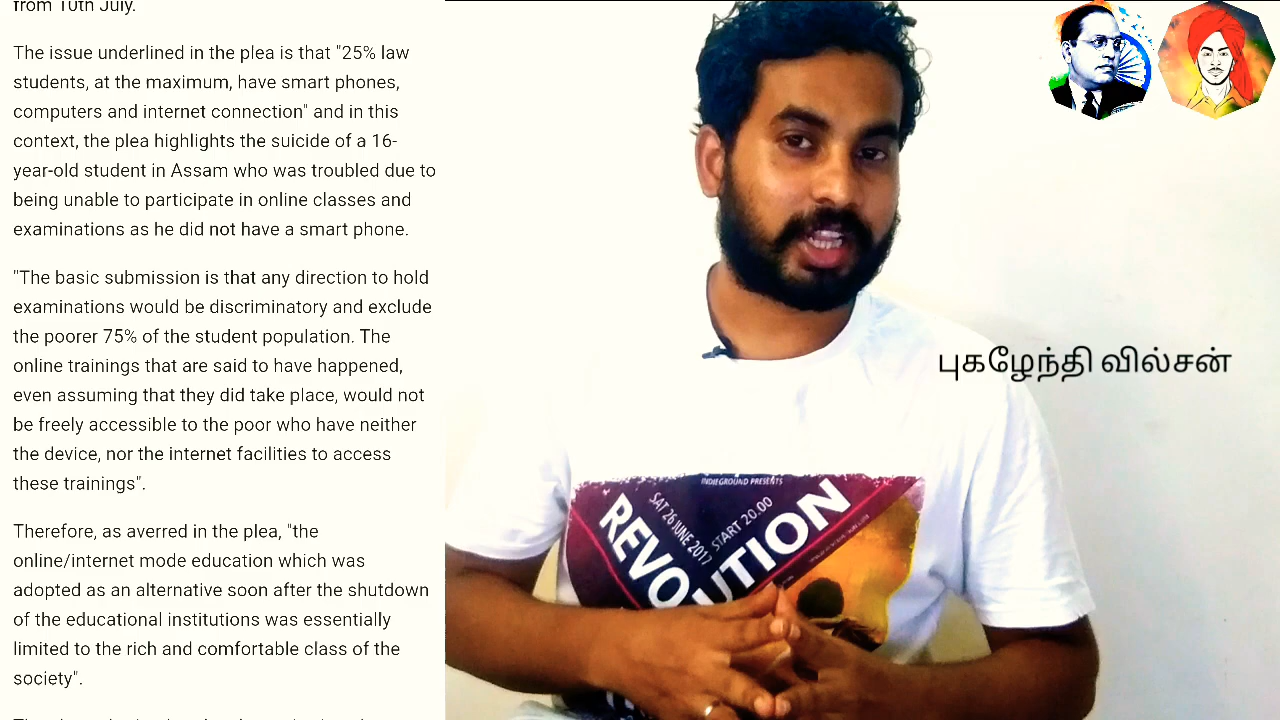 from 10th July.
The issue underlined in the plea is that "25% law
students, at the maximum, have smart phones,
computers and internet connection" and in this
context, the plea highlights the suicide of a 16-
year-old student in Assam who was troubled due to
being unable to participate in online classes and
examinations as he did not have a smart phone.
"The basic submission is that any direction to hold
examinations would be discriminatory and exclude
the poorer 75% of the student population. The
online trainings that are said to have happened,
even assuming that they did take place, would not
be freely accessible to the poor who have neither
the device, nor the internet facilities to access
these trainings".
Therefore, as averred in the plea, "the
online/internet mode education which was
adopted as an alternative soon after the shutdown
of the educational institutions was essentially
limited to the rich and comfortable class of the
society".
புகழேந்தி வில்சன்
INDIEGROUND PRESENTS
SAT 26 JUNE 2017
START 20.00
REVOLUTION